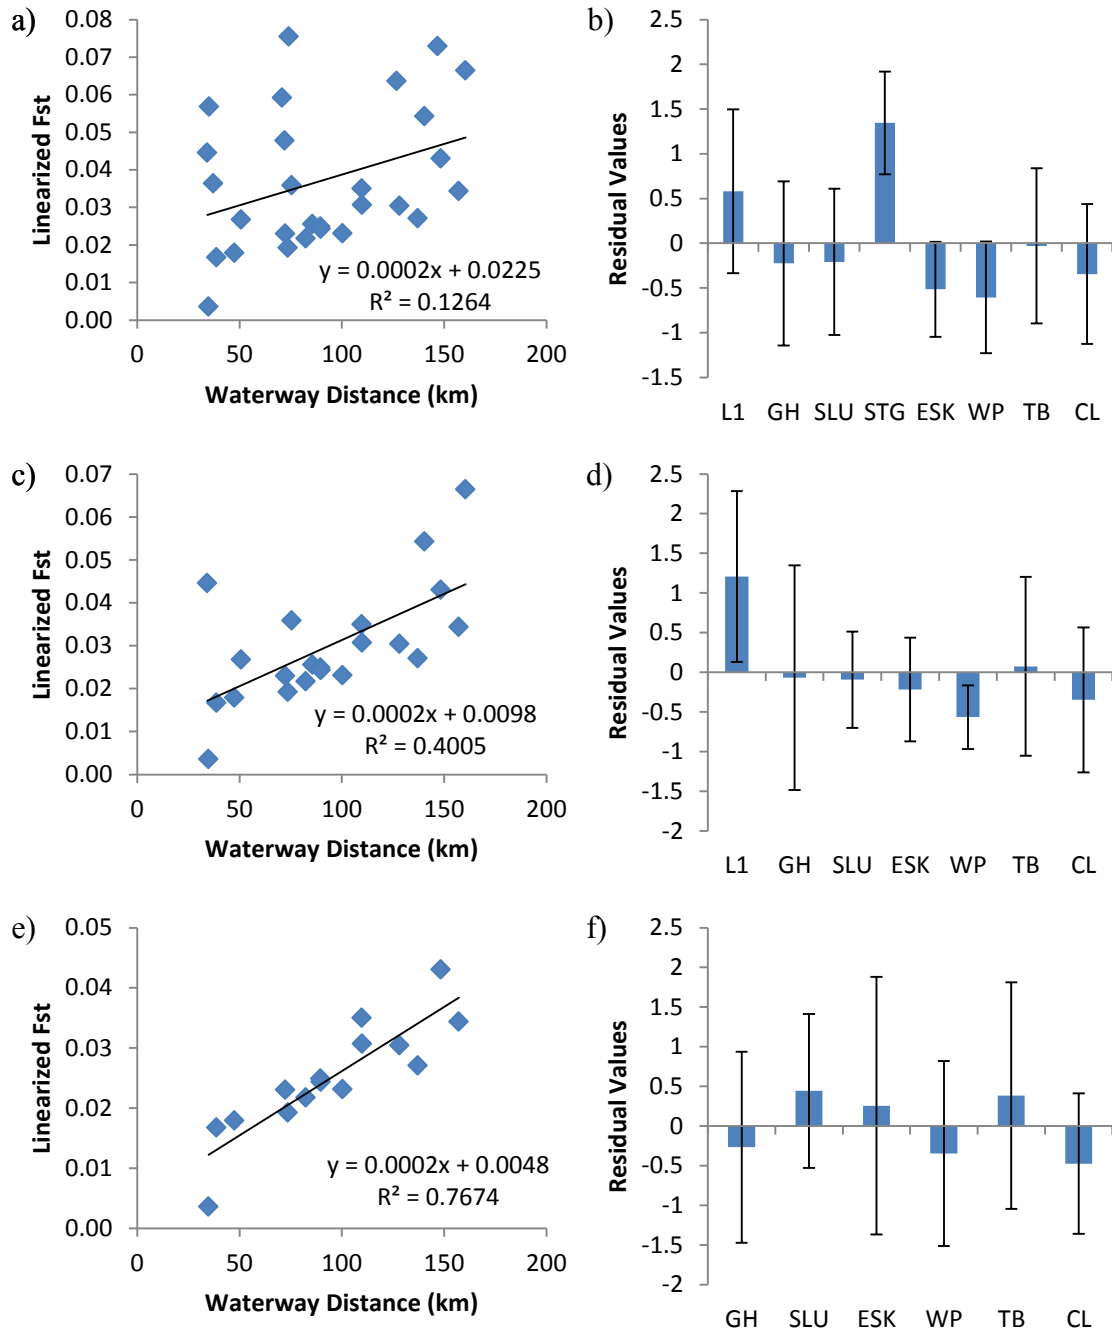 a)
0.08
0.07
0.06
0.05
0.04
0.03
0.02
0.01
0.00
Linearized Fst
y = 0.0002x + 0.0225
R² = 0.1264
0 50 100 150 200
Waterway Distance (km)
b)
2.5
2
1.5
1
0.5
0
-0.5
-1
-1.5
Residual Values
L1 GH SLU STG ESK WP TB CL
c)
0.07
0.06
0.05
0.04
0.03
0.02
0.01
0.00
Linearized Fst
y = 0.0002x + 0.0098
R² = 0.4005
0 50 100 150 200
Waterway Distance (km)
d)
2.5
2
1.5
1
0.5
0
-0.5
-1
-1.5
-2
Residual Values
L1 GH SLU ESK WP TB CL
e)
0.05
0.04
0.03
0.02
0.01
0.00
Linearized Fst
y = 0.0002x + 0.0048
R² = 0.7674
0 50 100 150 200
Waterway Distance (km)
f)
2.5
2
1.5
1
0.5
0
-0.5
-1
-1.5
-2
Residual Values
GH SLU ESK WP TB CL